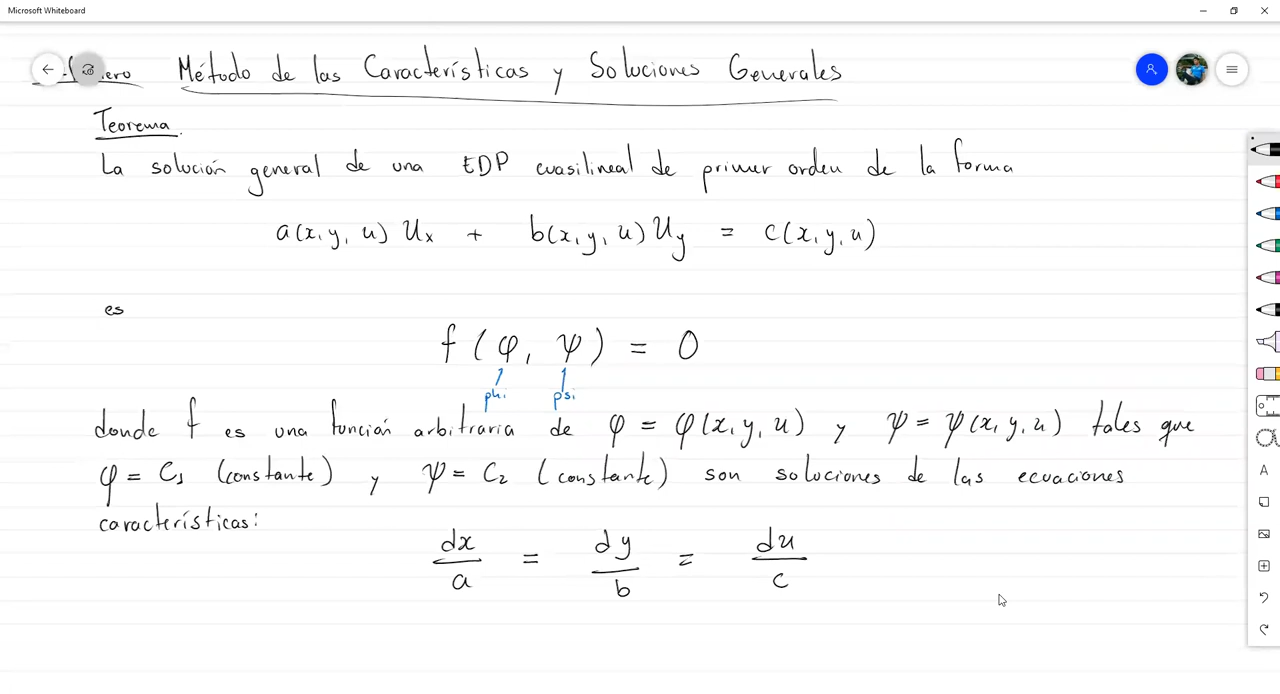 Microsoft Whiteboard
Método de las Características y Soluciones Generales
Teorema.
La solución general de una EDP cuasilineal de primer orden de la forma
a(x, y, u) Ux + b(x, y, u) Uy = c(x, y, u)
es
f(φ, ψ) = 0
phi psi
donde f es una función arbitraria de φ = φ(x, y, u) y ψ = ψ(x, y, u) tales que
φ = C₁ (constante) y ψ = C₂ (constante) son soluciones de las ecuaciones
características:
dx/a = dy/b = du/c
A